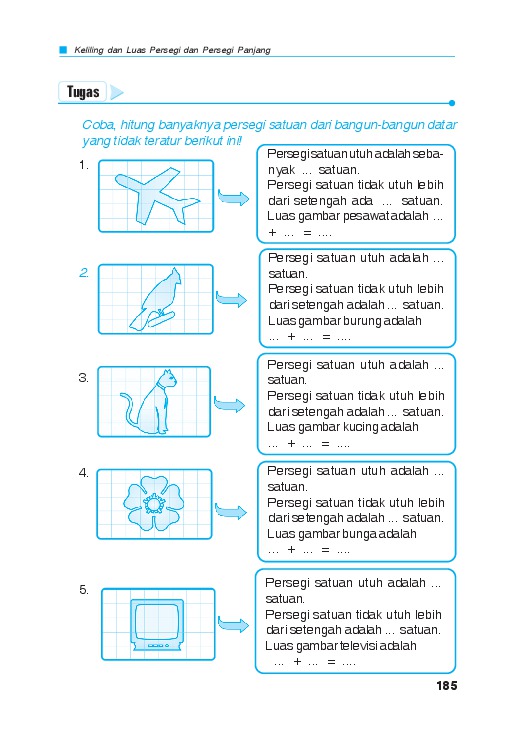 Keliling dan Luas Persegi dan Persegi Panjang
Tugas
Coba, hitung banyaknya persegi satuan dari bangun-bangun datar
yang tidak teratur berikut ini!
1.
Persegi satuan utuh adalah seba-
nyak ... satuan.
Persegi satuan tidak utuh lebih
dari setengah ada ... satuan.
Luas gambar pesawat adalah ...
+ ... = ....
2.
Persegi satuan utuh adalah ...
satuan.
Persegi satuan tidak utuh lebih
dari setengah adalah ... satuan.
Luas gambar burung adalah
... + ... = ....
3.
Persegi satuan utuh adalah ...
satuan.
Persegi satuan tidak utuh lebih
dari setengah adalah ... satuan.
Luas gambar kucing adalah
... + ... = ....
4.
Persegi satuan utuh adalah ...
satuan.
Persegi satuan tidak utuh lebih
dari setengah adalah ... satuan.
Luas gambar bunga adalah
... + ... = ....
5.
Persegi satuan utuh adalah ...
satuan.
Persegi satuan tidak utuh lebih
dari setengah adalah ... satuan.
Luas gambar televisi adalah
... + ... = ....
185